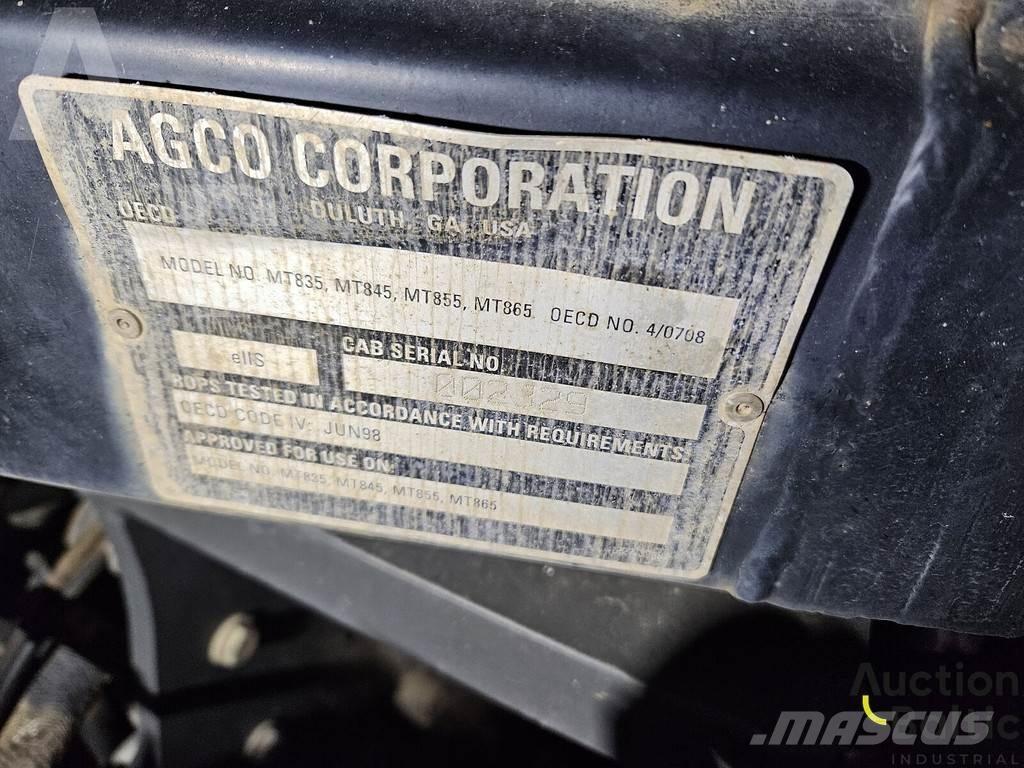 AGCO CORPORATION
OECD DULUTH, GA, USA
MODEL NO. MT835, MT845, MT855, MT865 OECD NO. 4/0708
CAB SERIAL NO.
eIIS
ROPS TESTED IN ACCORDANCE WITH REQUIREMENTS:
OECD CODE IV: JUN98
APPROVED FOR USE ON:
MODEL NO. MT835, MT845, MT855, MT865
Auction
MASCUS
INDUSTRIAL